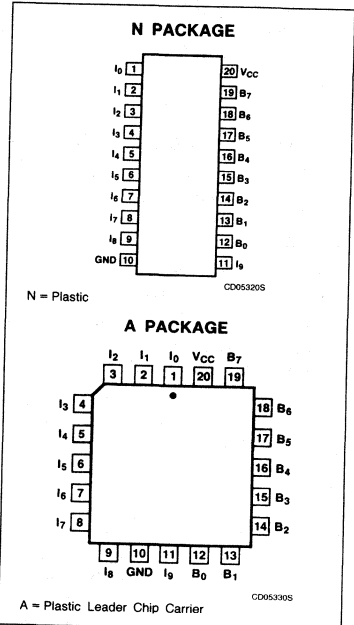 N PACKAGE
I0 1 20 VCC
I1 2 19 B7
I2 3 18 B6
I3 4 17 B5
I4 5 16 B4
I5 6 15 B3
I6 7 14 B2
I7 8 13 B1
I8 9 12 B0
GND 10 11 I9
CD05320S
N = Plastic
A PACKAGE
I2 I1 I0 VCC B7
3 2 1 20 19
I3 4 18 B6
I4 5 17 B5
I5 6 16 B4
I6 7 15 B3
I7 8 14 B2
9 10 11 12 13
I8 GND I9 B0 B1
CD05330S
A = Plastic Leader Chip Carrier